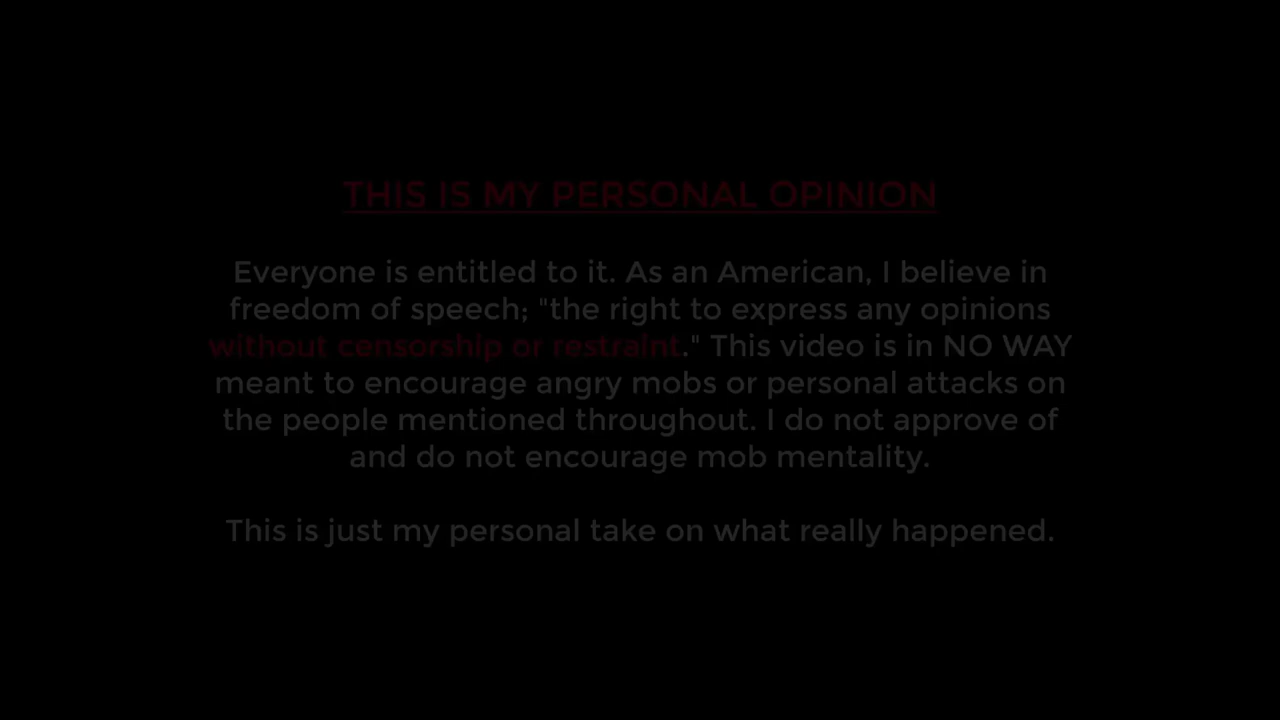 THIS IS MY PERSONAL OPINION
Everyone is entitled to it. As an American, I believe in
freedom of speech; "the right to express any opinions
without censorship or restraint." This video is in NO WAY
meant to encourage angry mobs or personal attacks on
the people mentioned throughout. I do not approve of
and do not encourage mob mentality.
This is just my personal take on what really happened.